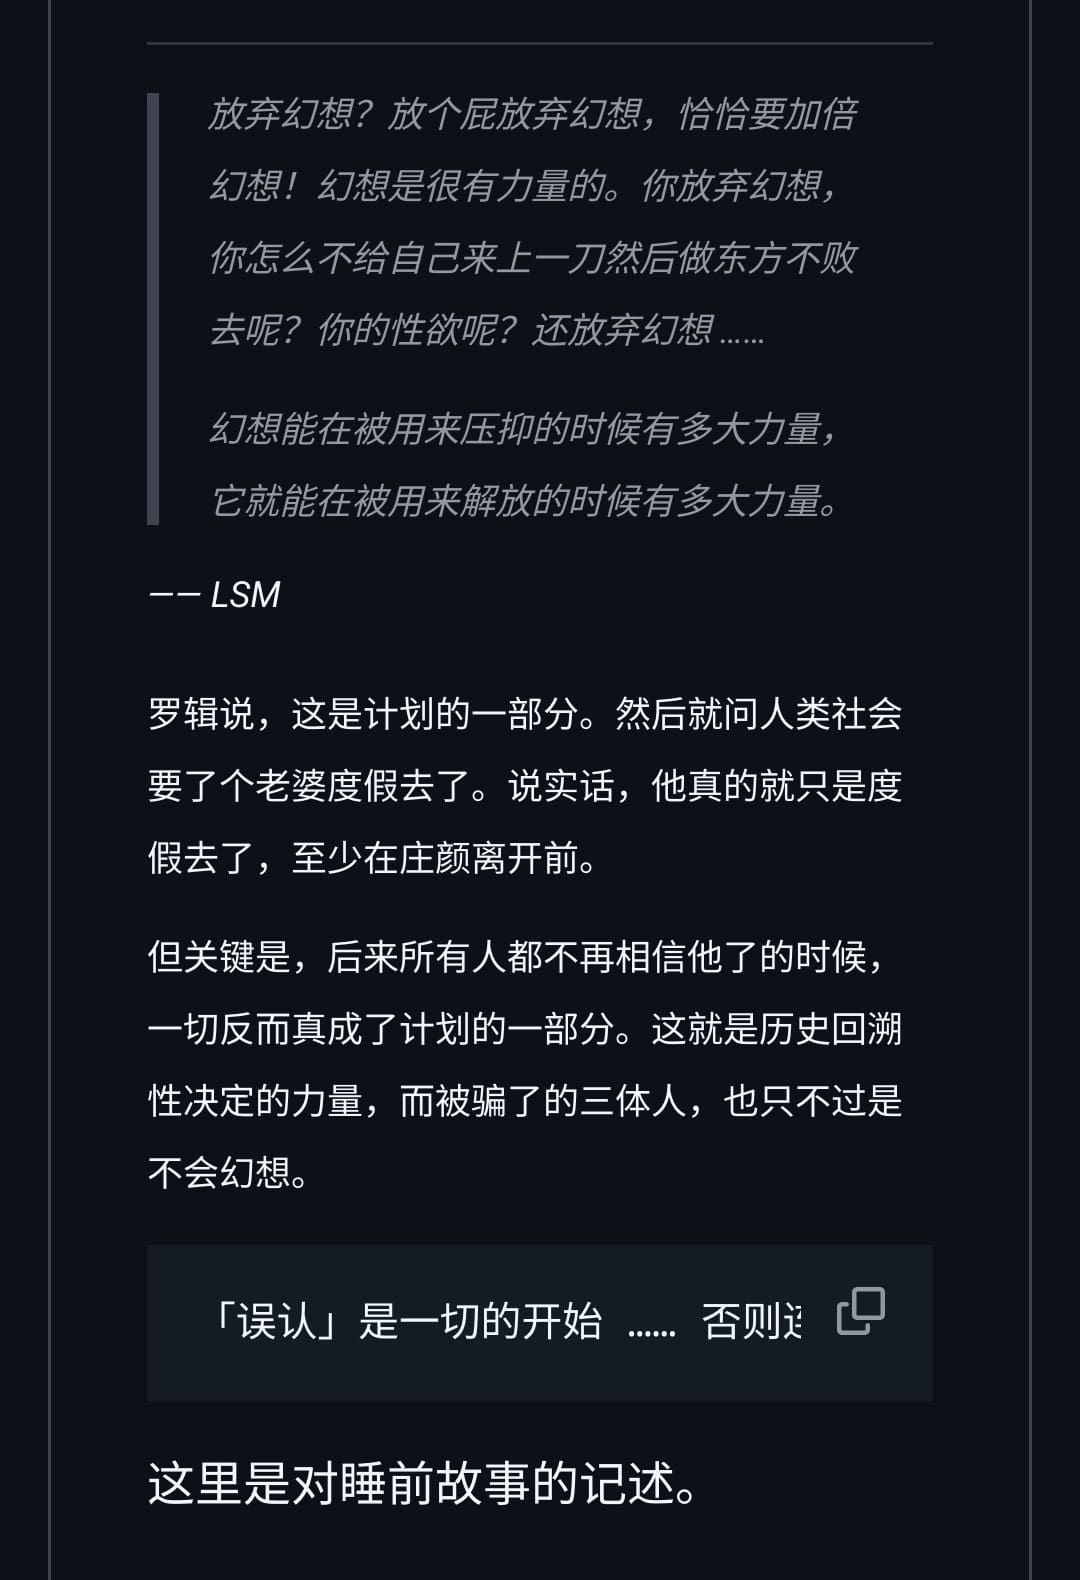 放弃幻想？放个屁放弃幻想，恰恰要加倍
幻想！幻想是很有力量的。你放弃幻想，
你怎么不给自己来上一刀然后做东方不败
去呢？你的性欲呢？还放弃幻想 ……
幻想能在被用来压抑的时候有多大力量，
它就能在被用来解放的时候有多大力量。
—— LSM
罗辑说，这是计划的一部分。然后就问人类社会
要了个老婆度假去了。说实话，他真的就只是度
假去了，至少在庄颜离开前。
但关键是，后来所有人都不再相信他了的时候，
一切反而真成了计划的一部分。这就是历史回溯
性决定的力量，而被骗了的三体人，也只不过是
不会幻想。
「误认」是一切的开始 …… 否则
这里是对睡前故事的记述。